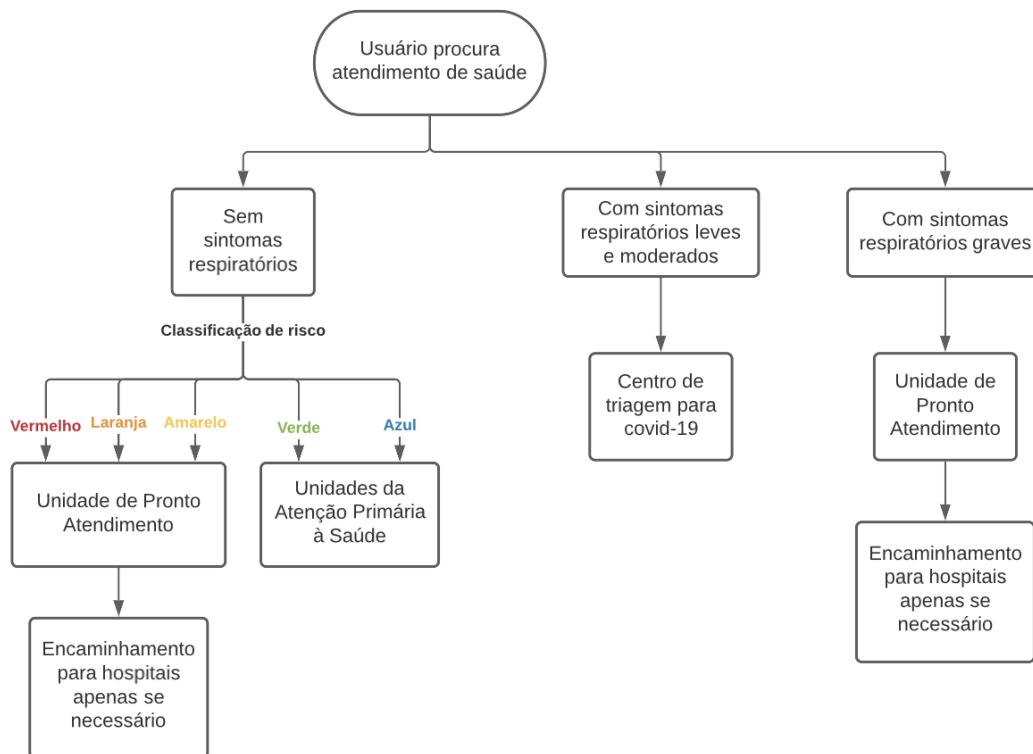 Usuário procura
atendimento de saúde
Sem
sintomas
respiratórios
Com sintomas
respiratórios leves
e moderados
Com sintomas
respiratórios graves
Classificação de risco
Centro de
triagem para
covid-19
Unidade de
Pronto
Atendimento
Vermelho
Laranja
Amarelo
Verde
Azul
Unidade de Pronto
Atendimento
Unidades da
Atenção Primária
à Saúde
Encaminhamento
para hospitais
apenas se
necessário
Encaminhamento
para hospitais
apenas se
necessário